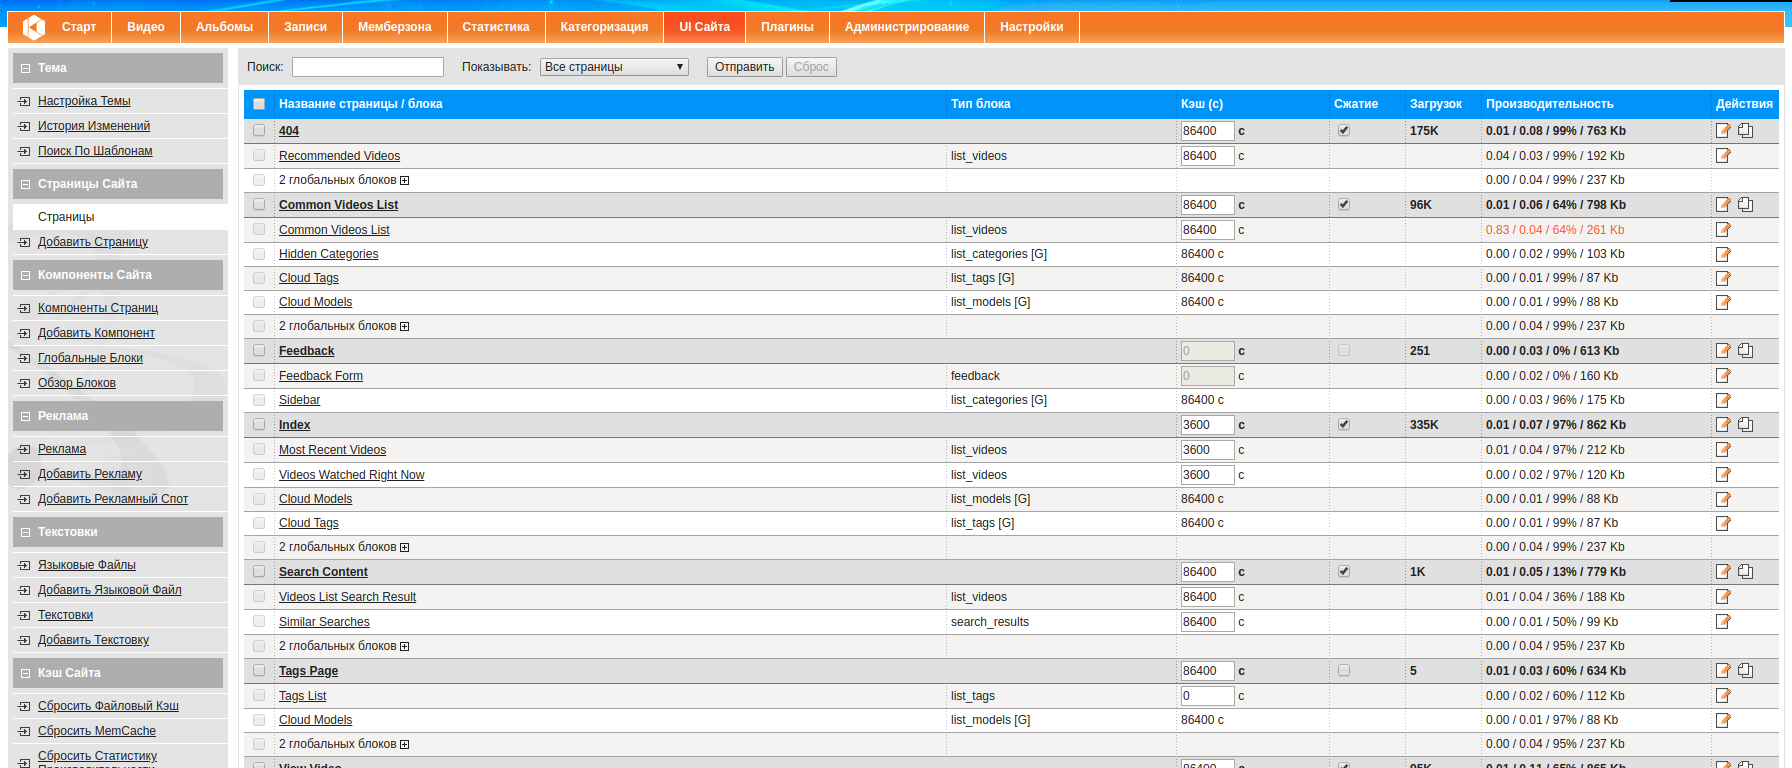 Старт Видео Альбомы Записи Мемберзона Статистика Категоризация UI Сайта Плагины Администрирование Настройки
Тема
Настройка Темы
История Изменений
Поиск По Шаблонам
Страницы Сайта
Страницы
Добавить Страницу
Компоненты Сайта
Компоненты Страниц
Добавить Компонент
Глобальные Блоки
Обзор Блоков
Реклама
Реклама
Добавить Рекламу
Добавить Рекламный Спот
Текстовки
Языковые Файлы
Добавить Языковой Файл
Текстовки
Добавить Текстовку
Кэш Сайта
Сбросить Файловый Кэш
Сбросить MemCache
Сбросить Статистику
Производительности
Поиск: Показывать: Все страницы Отправить Сброс
Название страницы / блока Тип блока Кэш (с) Сжатие Загрузок Производительность Действия
404 86400 с 175K 0.01 / 0.08 / 99% / 763 Kb
Recommended Videos list_videos 86400 с 0.04 / 0.03 / 99% / 192 Kb
2 глобальных блоков 0.00 / 0.04 / 99% / 237 Kb
Common Videos List 86400 с 96K 0.01 / 0.06 / 64% / 798 Kb
Common Videos List list_videos 86400 с 0.83 / 0.04 / 64% / 261 Kb
Hidden Categories list_categories [G] 86400 с 0.00 / 0.02 / 99% / 103 Kb
Cloud Tags list_tags [G] 86400 с 0.00 / 0.01 / 99% / 87 Kb
Cloud Models list_models [G] 86400 с 0.00 / 0.01 / 99% / 88 Kb
2 глобальных блоков 0.00 / 0.04 / 99% / 237 Kb
Feedback 0 с 251 0.00 / 0.03 / 0% / 613 Kb
Feedback Form feedback 0 с 0.00 / 0.02 / 0% / 160 Kb
Sidebar list_categories [G] 86400 с 0.00 / 0.03 / 96% / 175 Kb
Index 3600 с 335K 0.01 / 0.07 / 97% / 862 Kb
Most Recent Videos list_videos 3600 с 0.01 / 0.04 / 97% / 212 Kb
Videos Watched Right Now list_videos 3600 с 0.00 / 0.02 / 97% / 120 Kb
Cloud Models list_models [G] 86400 с 0.00 / 0.01 / 99% / 88 Kb
Cloud Tags list_tags [G] 86400 с 0.00 / 0.01 / 99% / 87 Kb
2 глобальных блоков 0.00 / 0.04 / 99% / 237 Kb
Search Content 86400 с 1K 0.01 / 0.05 / 13% / 779 Kb
Videos List Search Result list_videos 86400 с 0.01 / 0.04 / 36% / 188 Kb
Similar Searches search_results 86400 с 0.00 / 0.01 / 50% / 99 Kb
2 глобальных блоков 0.00 / 0.04 / 95% / 237 Kb
Tags Page 86400 с 5 0.01 / 0.03 / 60% / 634 Kb
Tags List list_tags 0 с 0.00 / 0.02 / 60% / 112 Kb
Cloud Models list_models [G] 86400 с 0.00 / 0.01 / 97% / 88 Kb
2 глобальных блоков 0.00 / 0.04 / 95% / 237 Kb
View Video 86400 с 95K 0.01 / 0.11 / 65% / 865 Kb